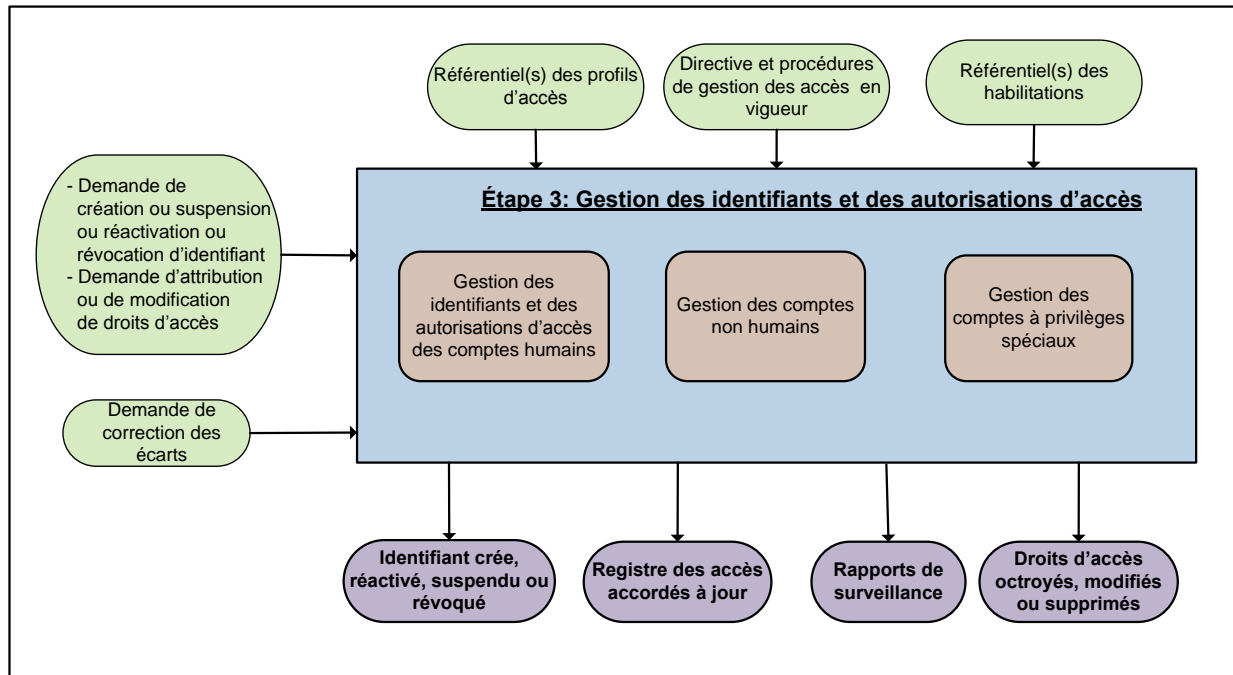 Référentiel(s) des profils
d'accès
Directive et procédures
de gestion des accès en
vigueur
Référentiel(s) des
habilitations
- Demande de
création ou suspension
ou réactivation ou
révocation d'identifiant
- Demande d'attribution
ou de modification
de droits d'accès
Étape 3: Gestion des identifiants et des autorisations d'accès
Gestion des
identifiants et des
autorisations d'accès
des comptes humains
Gestion des comptes
non humains
Gestion des
comptes à privilèges
spéciaux
Demande de
correction des
écarts
Identifiant crée,
réactivé, suspendu ou
révoqué
Registre des accès
accordés à jour
Rapports de
surveillance
Droits d'accès
octroyés, modifiés
ou supprimés